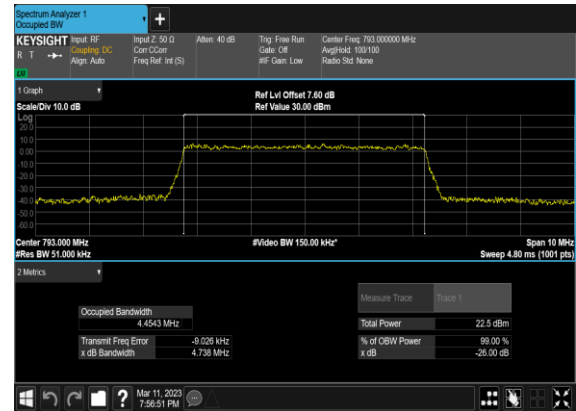 Spectrum Analyzer 1
Occupied BW
KEYSIGHT Input: RF Input Z: 50 Ω Atten: 40 dB Trig: Free Run Center Freq: 793.000000 MHz
R T Coupling: DC Corr CCorr Gate: Off Avg|Hold: 100/100
Align: Auto Freq Ref: Int (S) #IF Gain: Low Radio Std: None
1 Graph
Ref Lvl Offset 7.60 dB
Scale/Div 10.0 dB Ref Value 30.00 dBm
Log
20.0
10.0
0.00
-10.0
-20.0
-30.0
-40.0
-50.0
-60.0
Center 793.000 MHz #Video BW 150.00 kHz* Span 10 MHz
#Res BW 51.000 kHz Sweep 4.80 ms (1001 pts)
2 Metrics
Measure Trace Trace 1
Occupied Bandwidth
4.4543 MHz Total Power 22.5 dBm
Transmit Freq Error -9.026 kHz % of OBW Power 99.00 %
x dB Bandwidth 4.738 MHz x dB -26.00 dB
Mar 11, 2023
7:56:51 PM